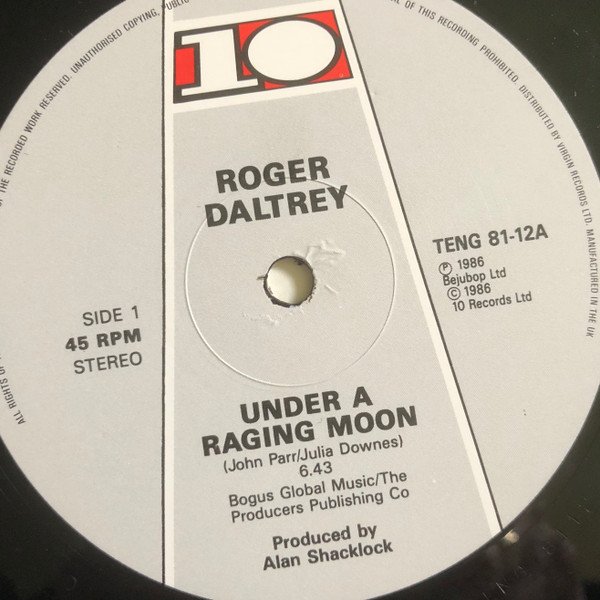 OF THE RECORDED WORK RESERVED. UNAUTHORISED COPYING,
OF THIS RECORDING PROHIBITED. DISTRIBUTED BY VIRGIN RECORDS LTD. MANUFACTURED IN THE UK
10
ROGER
DALTREY
TENG 81-12A
Ⓟ 1986
Bejubop Ltd
© 1986
10 Records Ltd
SIDE 1
45 RPM
STEREO
UNDER A
RAGING MOON
(John Parr/Julia Downes)
6.43
Bogus Global Music/The
Producers Publishing Co
Produced by
Alan Shacklock
ALL RIGHTS OF